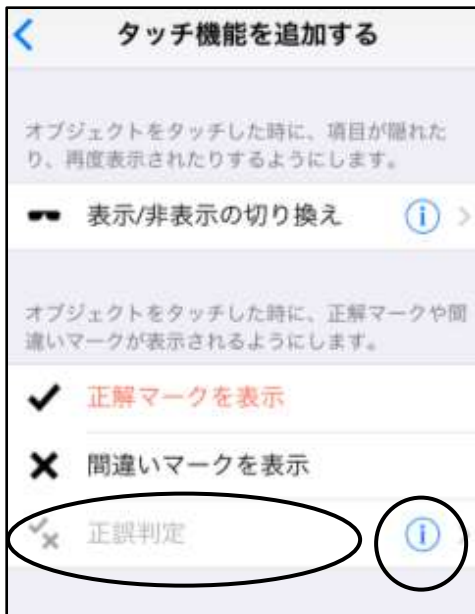 タッチ機能を追加する
オブジェクトをタッチした時に、項目が隠れた
り、再度表示されたりするようにします。
表示/非表示の切り換え
オブジェクトをタッチした時に、正解マークや間
違いマークが表示されるようにします。
正解マークを表示
間違いマークを表示
正誤判定